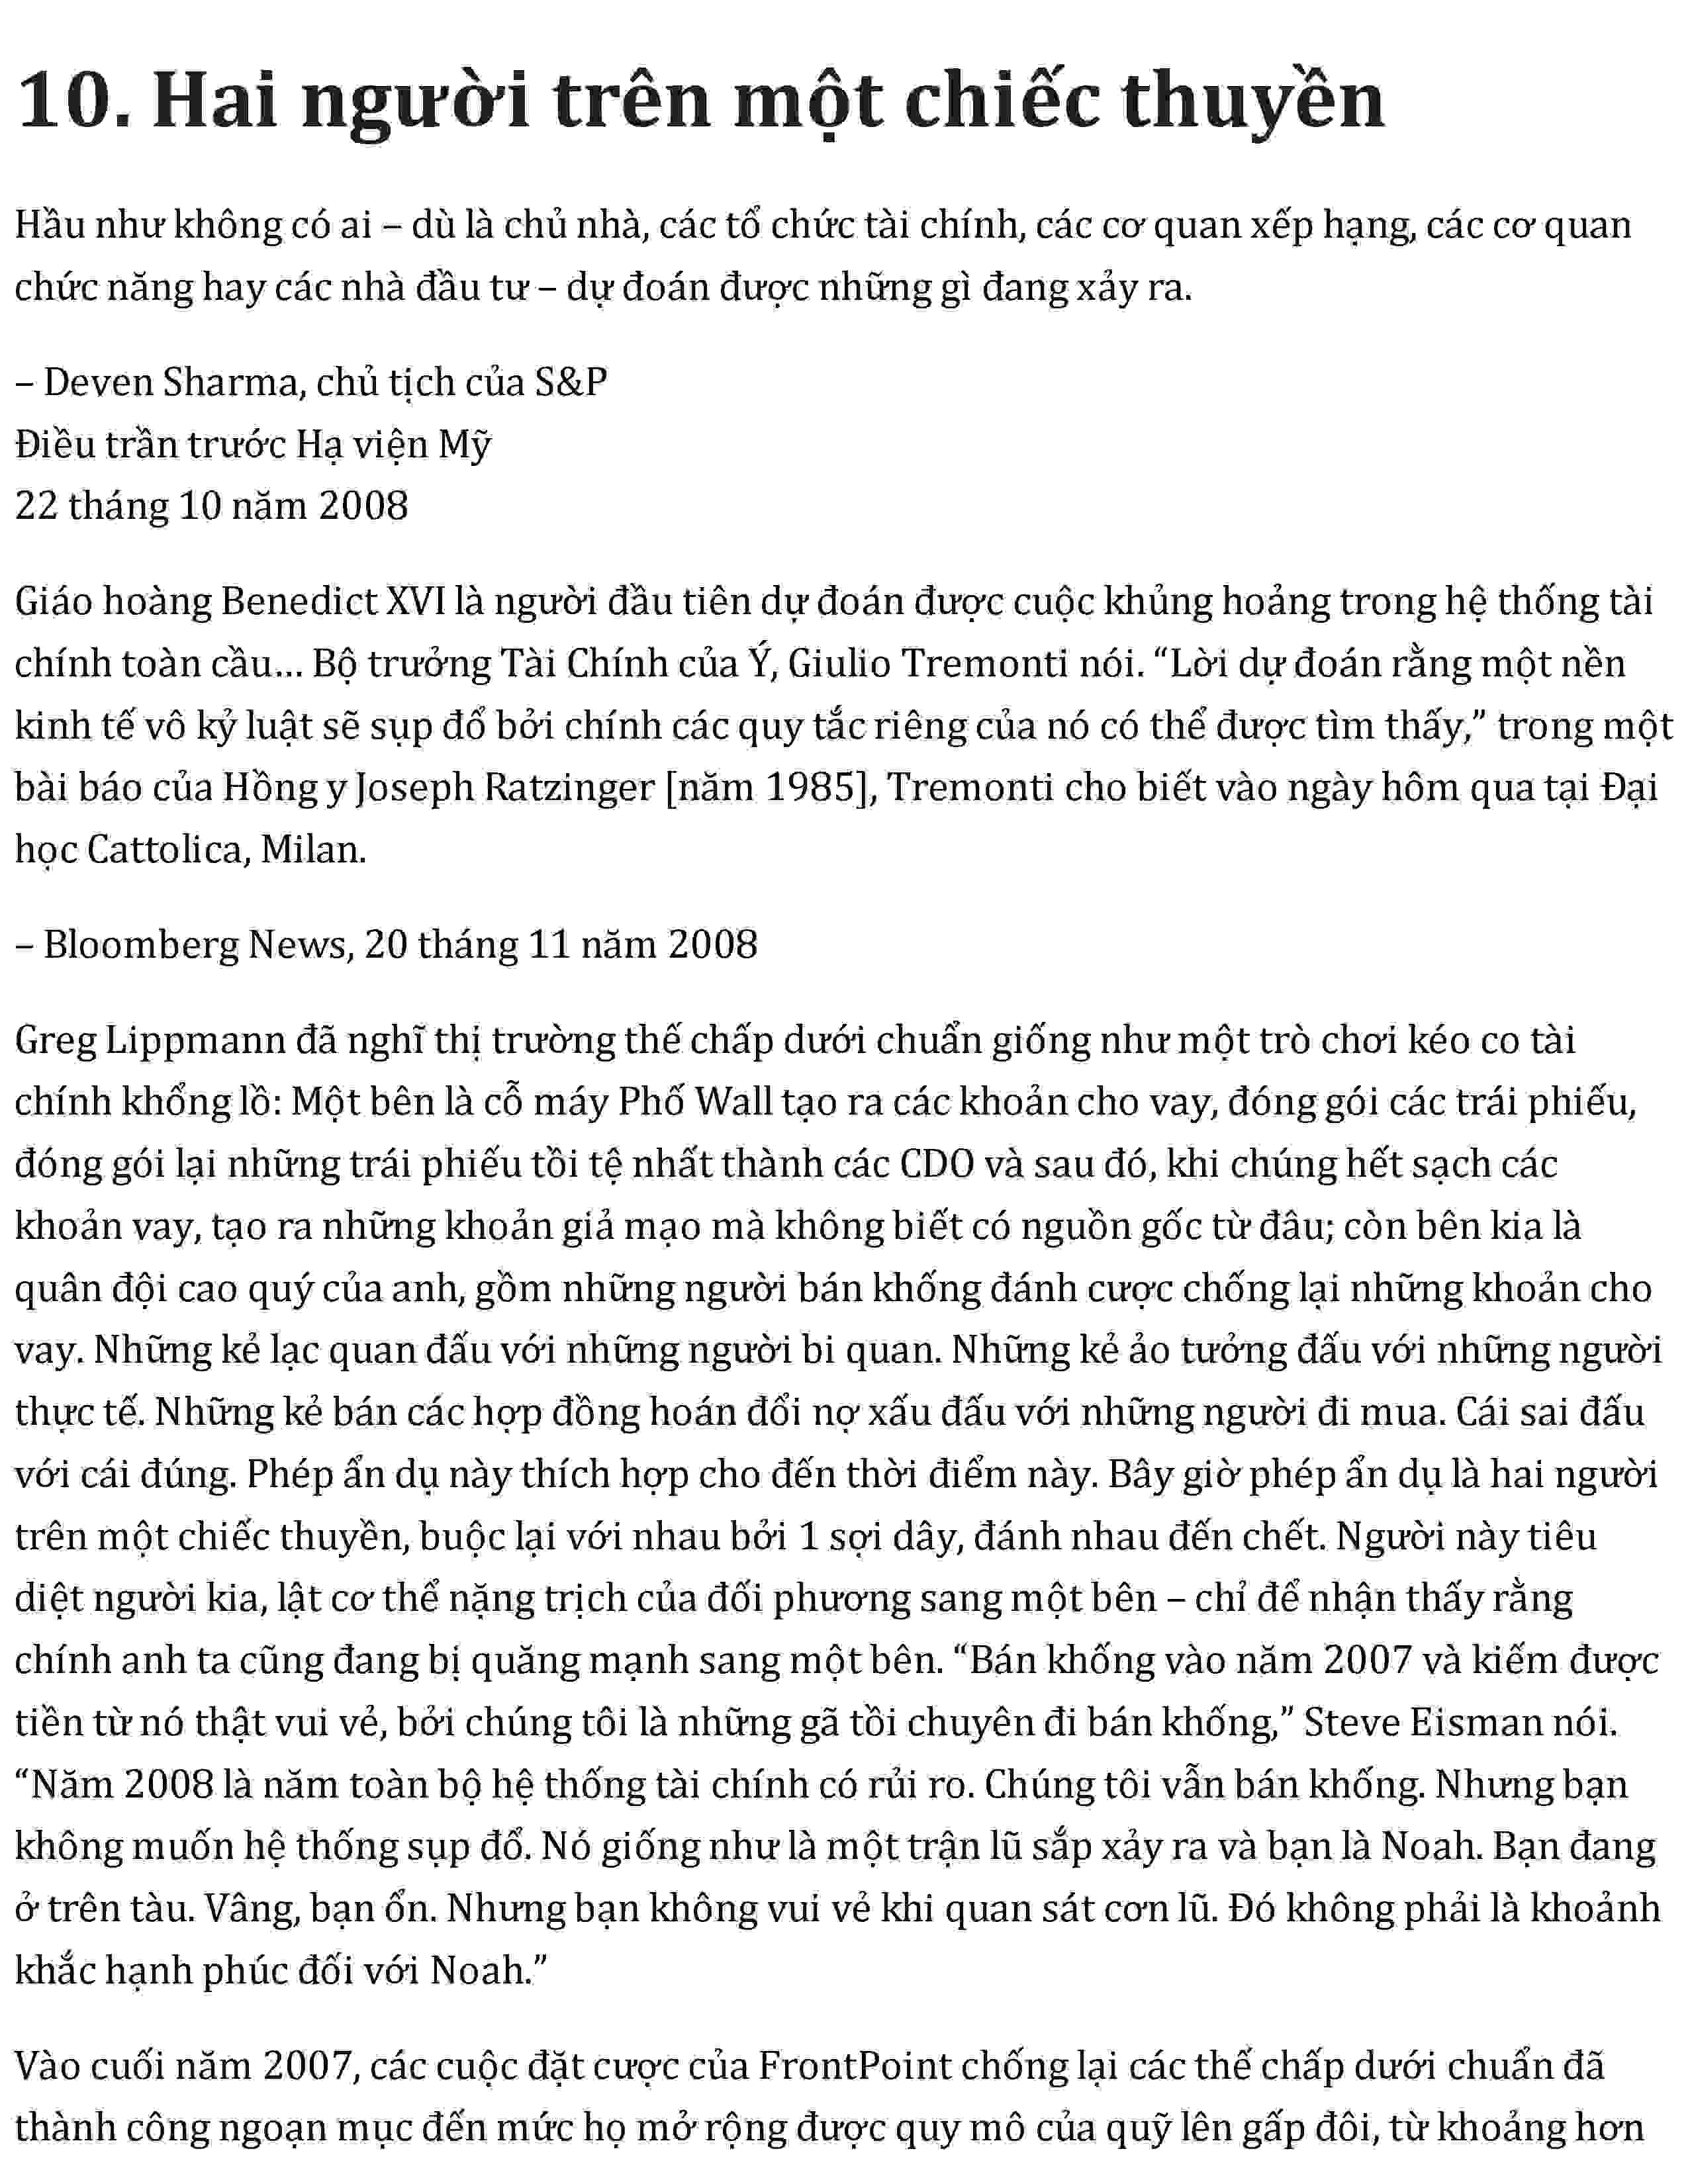 10. Hai người trên một chiếc thuyền
Hầu như không có ai – dù là chủ nhà, các tổ chức tài chính, các cơ quan xếp hạng, các cơ quan
chức năng hay các nhà đầu tư – dự đoán được những gì đang xảy ra.
– Deven Sharma, chủ tịch của S&P
Điều trần trước Hạ viện Mỹ
22 tháng 10 năm 2008
Giáo hoàng Benedict XVI là người đầu tiên dự đoán được cuộc khủng hoảng trong hệ thống tài
chính toàn cầu... Bộ trưởng Tài Chính của Ý, Giulio Tremonti nói. “Lời dự đoán rằng một nền
kinh tế vô kỷ luật sẽ sụp đổ bởi chính các quy tắc riêng của nó có thể được tìm thấy,” trong một
bài báo của Hồng y Joseph Ratzinger [năm 1985], Tremonti cho biết vào ngày hôm qua tại Đại
học Cattolica, Milan.
– Bloomberg News, 20 tháng 11 năm 2008
Greg Lippmann đã nghĩ thị trường thế chấp dưới chuẩn giống như một trò chơi kéo co tài
chính khổng lồ: Một bên là cỗ máy Phố Wall tạo ra các khoản cho vay, đóng gói các trái phiếu,
đóng gói lại những trái phiếu tồi tệ nhất thành các CDO và sau đó, khi chúng hết sạch các
khoản vay, tạo ra những khoản giả mạo mà không biết có nguồn gốc từ đâu; còn bên kia là
quân đội cao quý của anh, gồm những người bán khống đánh cược chống lại những khoản cho
vay. Những kẻ lạc quan đấu với những người bi quan. Những kẻ ảo tưởng đấu với những người
thực tế. Những kẻ bán các hợp đồng hoán đổi nợ xấu đấu với những người đi mua. Cái sai đấu
với cái đúng. Phép ẩn dụ này thích hợp cho đến thời điểm này. Bây giờ phép ẩn dụ là hai người
trên một chiếc thuyền, buộc lại với nhau bởi 1 sợi dây, đánh nhau đến chết. Người này tiêu
diệt người kia, lật cơ thể nặng trịch của đối phương sang một bên – chỉ để nhận thấy rằng
chính anh ta cũng đang bị quăng mạnh sang một bên. “Bán khống vào năm 2007 và kiếm được
tiền từ nó thật vui vẻ, bởi chúng tôi là những gã tồi chuyên đi bán khống,” Steve Eisman nói.
“Năm 2008 là năm toàn bộ hệ thống tài chính có rủi ro. Chúng tôi vẫn bán khống. Nhưng bạn
không muốn hệ thống sụp đổ. Nó giống như là một trận lũ sắp xảy ra và bạn là Noah. Bạn đang
ở trên tàu. Vâng, bạn ổn. Nhưng bạn không vui vẻ khi quan sát cơn lũ. Đó không phải là khoảnh
khắc hạnh phúc đối với Noah.”
Vào cuối năm 2007, các cuộc đặt cược của FrontPoint chống lại các thế chấp dưới chuẩn đã
thành công ngoạn mục đến mức họ mở rộng được quy mô của quỹ lên gấp đôi, từ khoảng hơn